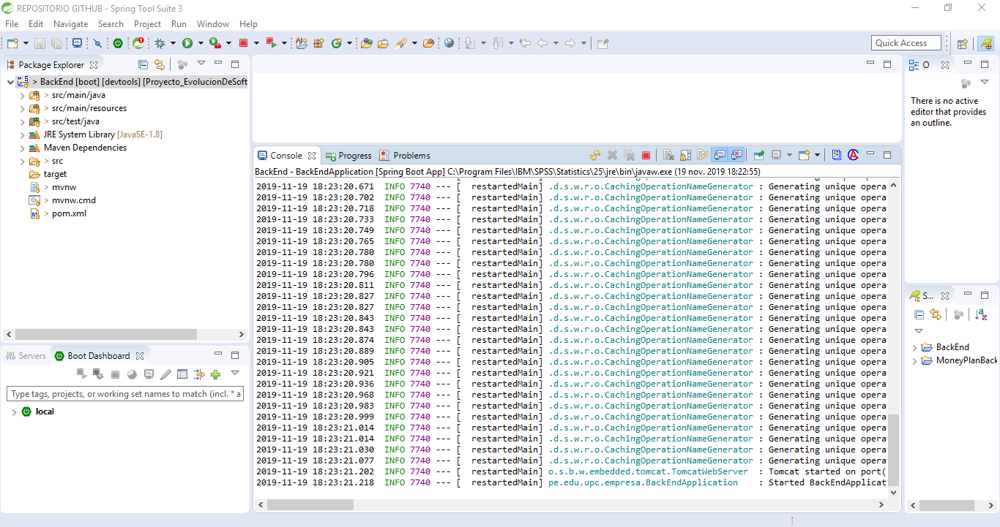 REPOSITORIO GITHUB - Spring Tool Suite 3
File Edit Navigate Search Project Run Window Help
Quick Access
Package Explorer
> BackEnd [boot] [devtools] [Proyecto_EvolucionDeSoft
> src/main/java
> src/main/resources
> src/test/java
JRE System Library [JavaSE-1.8]
Maven Dependencies
> src
target
> mvnw
> mvnw.cmd
> pom.xml
Servers Boot Dashboard
Type tags, projects, or working set names to match (incl. * a
local
Console Progress Problems
BackEnd - BackEndApplication [Spring Boot App] C:\Program Files\IBM\SPSS\Statistics\25\jre\bin\javaw.exe (19 nov. 2019 18:22:55)
2019-11-19 18:23:20.671 INFO 7740 --- [ restartedMain] .d.s.w.r.o.CachingOperationNameGenerator : Generating unique opera
2019-11-19 18:23:20.702 INFO 7740 --- [ restartedMain] .d.s.w.r.o.CachingOperationNameGenerator : Generating unique opera
2019-11-19 18:23:20.718 INFO 7740 --- [ restartedMain] .d.s.w.r.o.CachingOperationNameGenerator : Generating unique opera
2019-11-19 18:23:20.733 INFO 7740 --- [ restartedMain] .d.s.w.r.o.CachingOperationNameGenerator : Generating unique opera
2019-11-19 18:23:20.749 INFO 7740 --- [ restartedMain] .d.s.w.r.o.CachingOperationNameGenerator : Generating unique opera
2019-11-19 18:23:20.765 INFO 7740 --- [ restartedMain] .d.s.w.r.o.CachingOperationNameGenerator : Generating unique opera
2019-11-19 18:23:20.780 INFO 7740 --- [ restartedMain] .d.s.w.r.o.CachingOperationNameGenerator : Generating unique opera
2019-11-19 18:23:20.780 INFO 7740 --- [ restartedMain] .d.s.w.r.o.CachingOperationNameGenerator : Generating unique opera
2019-11-19 18:23:20.796 INFO 7740 --- [ restartedMain] .d.s.w.r.o.CachingOperationNameGenerator : Generating unique opera
2019-11-19 18:23:20.811 INFO 7740 --- [ restartedMain] .d.s.w.r.o.CachingOperationNameGenerator : Generating unique opera
2019-11-19 18:23:20.827 INFO 7740 --- [ restartedMain] .d.s.w.r.o.CachingOperationNameGenerator : Generating unique opera
2019-11-19 18:23:20.827 INFO 7740 --- [ restartedMain] .d.s.w.r.o.CachingOperationNameGenerator : Generating unique opera
2019-11-19 18:23:20.843 INFO 7740 --- [ restartedMain] .d.s.w.r.o.CachingOperationNameGenerator : Generating unique opera
2019-11-19 18:23:20.843 INFO 7740 --- [ restartedMain] .d.s.w.r.o.CachingOperationNameGenerator : Generating unique opera
2019-11-19 18:23:20.874 INFO 7740 --- [ restartedMain] .d.s.w.r.o.CachingOperationNameGenerator : Generating unique opera
2019-11-19 18:23:20.889 INFO 7740 --- [ restartedMain] .d.s.w.r.o.CachingOperationNameGenerator : Generating unique opera
2019-11-19 18:23:20.905 INFO 7740 --- [ restartedMain] .d.s.w.r.o.CachingOperationNameGenerator : Generating unique opera
2019-11-19 18:23:20.921 INFO 7740 --- [ restartedMain] .d.s.w.r.o.CachingOperationNameGenerator : Generating unique opera
2019-11-19 18:23:20.936 INFO 7740 --- [ restartedMain] .d.s.w.r.o.CachingOperationNameGenerator : Generating unique opera
2019-11-19 18:23:20.968 INFO 7740 --- [ restartedMain] .d.s.w.r.o.CachingOperationNameGenerator : Generating unique opera
2019-11-19 18:23:20.983 INFO 7740 --- [ restartedMain] .d.s.w.r.o.CachingOperationNameGenerator : Generating unique opera
2019-11-19 18:23:20.999 INFO 7740 --- [ restartedMain] .d.s.w.r.o.CachingOperationNameGenerator : Generating unique opera
2019-11-19 18:23:21.014 INFO 7740 --- [ restartedMain] .d.s.w.r.o.CachingOperationNameGenerator : Generating unique opera
2019-11-19 18:23:21.014 INFO 7740 --- [ restartedMain] .d.s.w.r.o.CachingOperationNameGenerator : Generating unique opera
2019-11-19 18:23:21.030 INFO 7740 --- [ restartedMain] .d.s.w.r.o.CachingOperationNameGenerator : Generating unique opera
2019-11-19 18:23:21.077 INFO 7740 --- [ restartedMain] .d.s.w.r.o.CachingOperationNameGenerator : Generating unique opera
2019-11-19 18:23:21.202 INFO 7740 --- [ restartedMain] o.s.b.w.embedded.tomcat.TomcatWebServer : Tomcat started on port(
2019-11-19 18:23:21.218 INFO 7740 --- [ restartedMain] pe.edu.upc.empresa.BackEndApplication : Started BackEndApplicat
O
There is no active
editor that provides
an outline.
S...
BackEnd
MoneyPlanBack